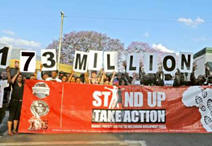 173 MILLION
STAND UP
TAKE ACTION